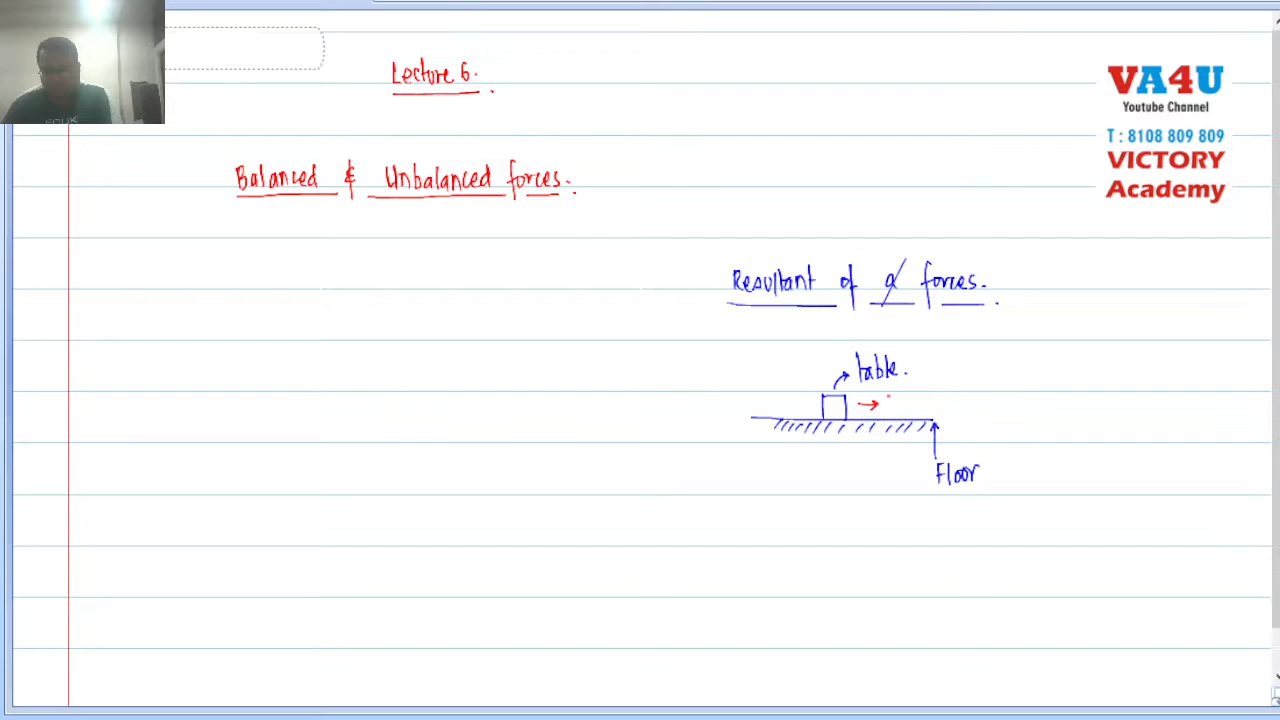 Lecture 6.
VA4U
Youtube Channel
T : 8108 809 809
VICTORY
Academy
Balanced & Unbalanced forces.
Resultant of forces.
table.
Floor